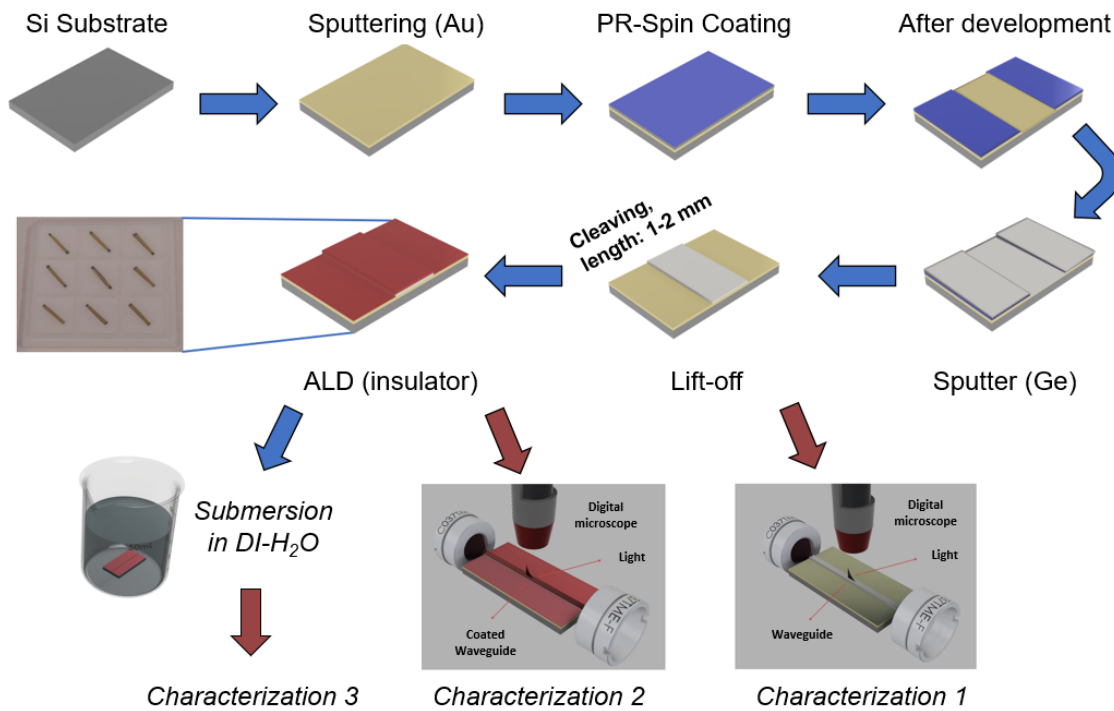 Si Substrate
Sputtering (Au)
PR-Spin Coating
After development
Cleaving,
length: 1-2 mm
ALD (insulator)
Lift-off
Sputter (Ge)
Submersion
in DI-H₂O
Digital
microscope
Light
Coated
Waveguide
Digital
microscope
Light
Waveguide
Characterization 3
Characterization 2
Characterization 1